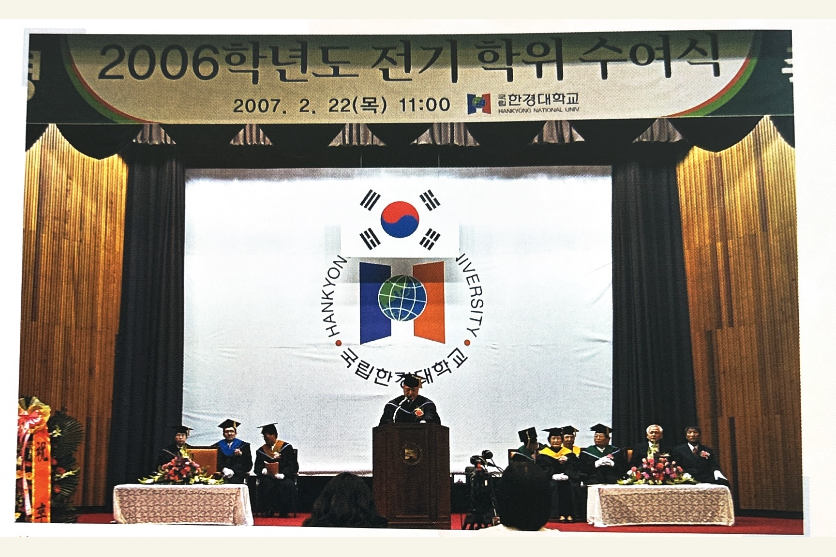 2006학년도 전기 학위 수여식
2007. 2. 22(목) 11:00
국립 한경대학교
HANKYONG NATIONAL UNIV.
HANKYON
IVERSITY
국립한경대학교
祝